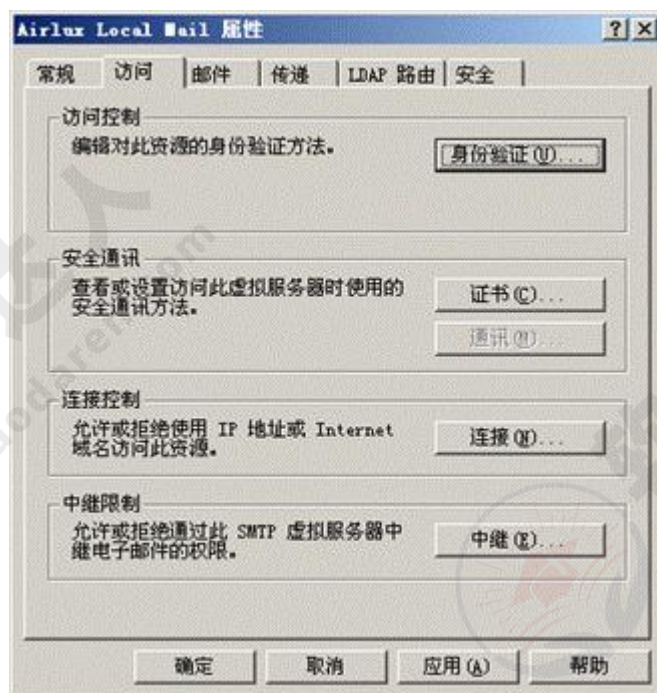 Airlux Local Mail 属性
常规 访问 邮件 传递 LDAP 路由 安全
访问控制
编辑对此资源的身份验证方法。
身份验证(U)...
安全通讯
查看或设置访问此虚拟服务器时使用的
安全通讯方法。
证书(C)...
通讯(M)...
连接控制
允许或拒绝使用 IP 地址或 Internet
域名访问此资源。
连接(N)...
中继限制
允许或拒绝通过此 SMTP 虚拟服务器中
继电子邮件的权限。
中继(E)...
确定 取消 应用(A) 帮助